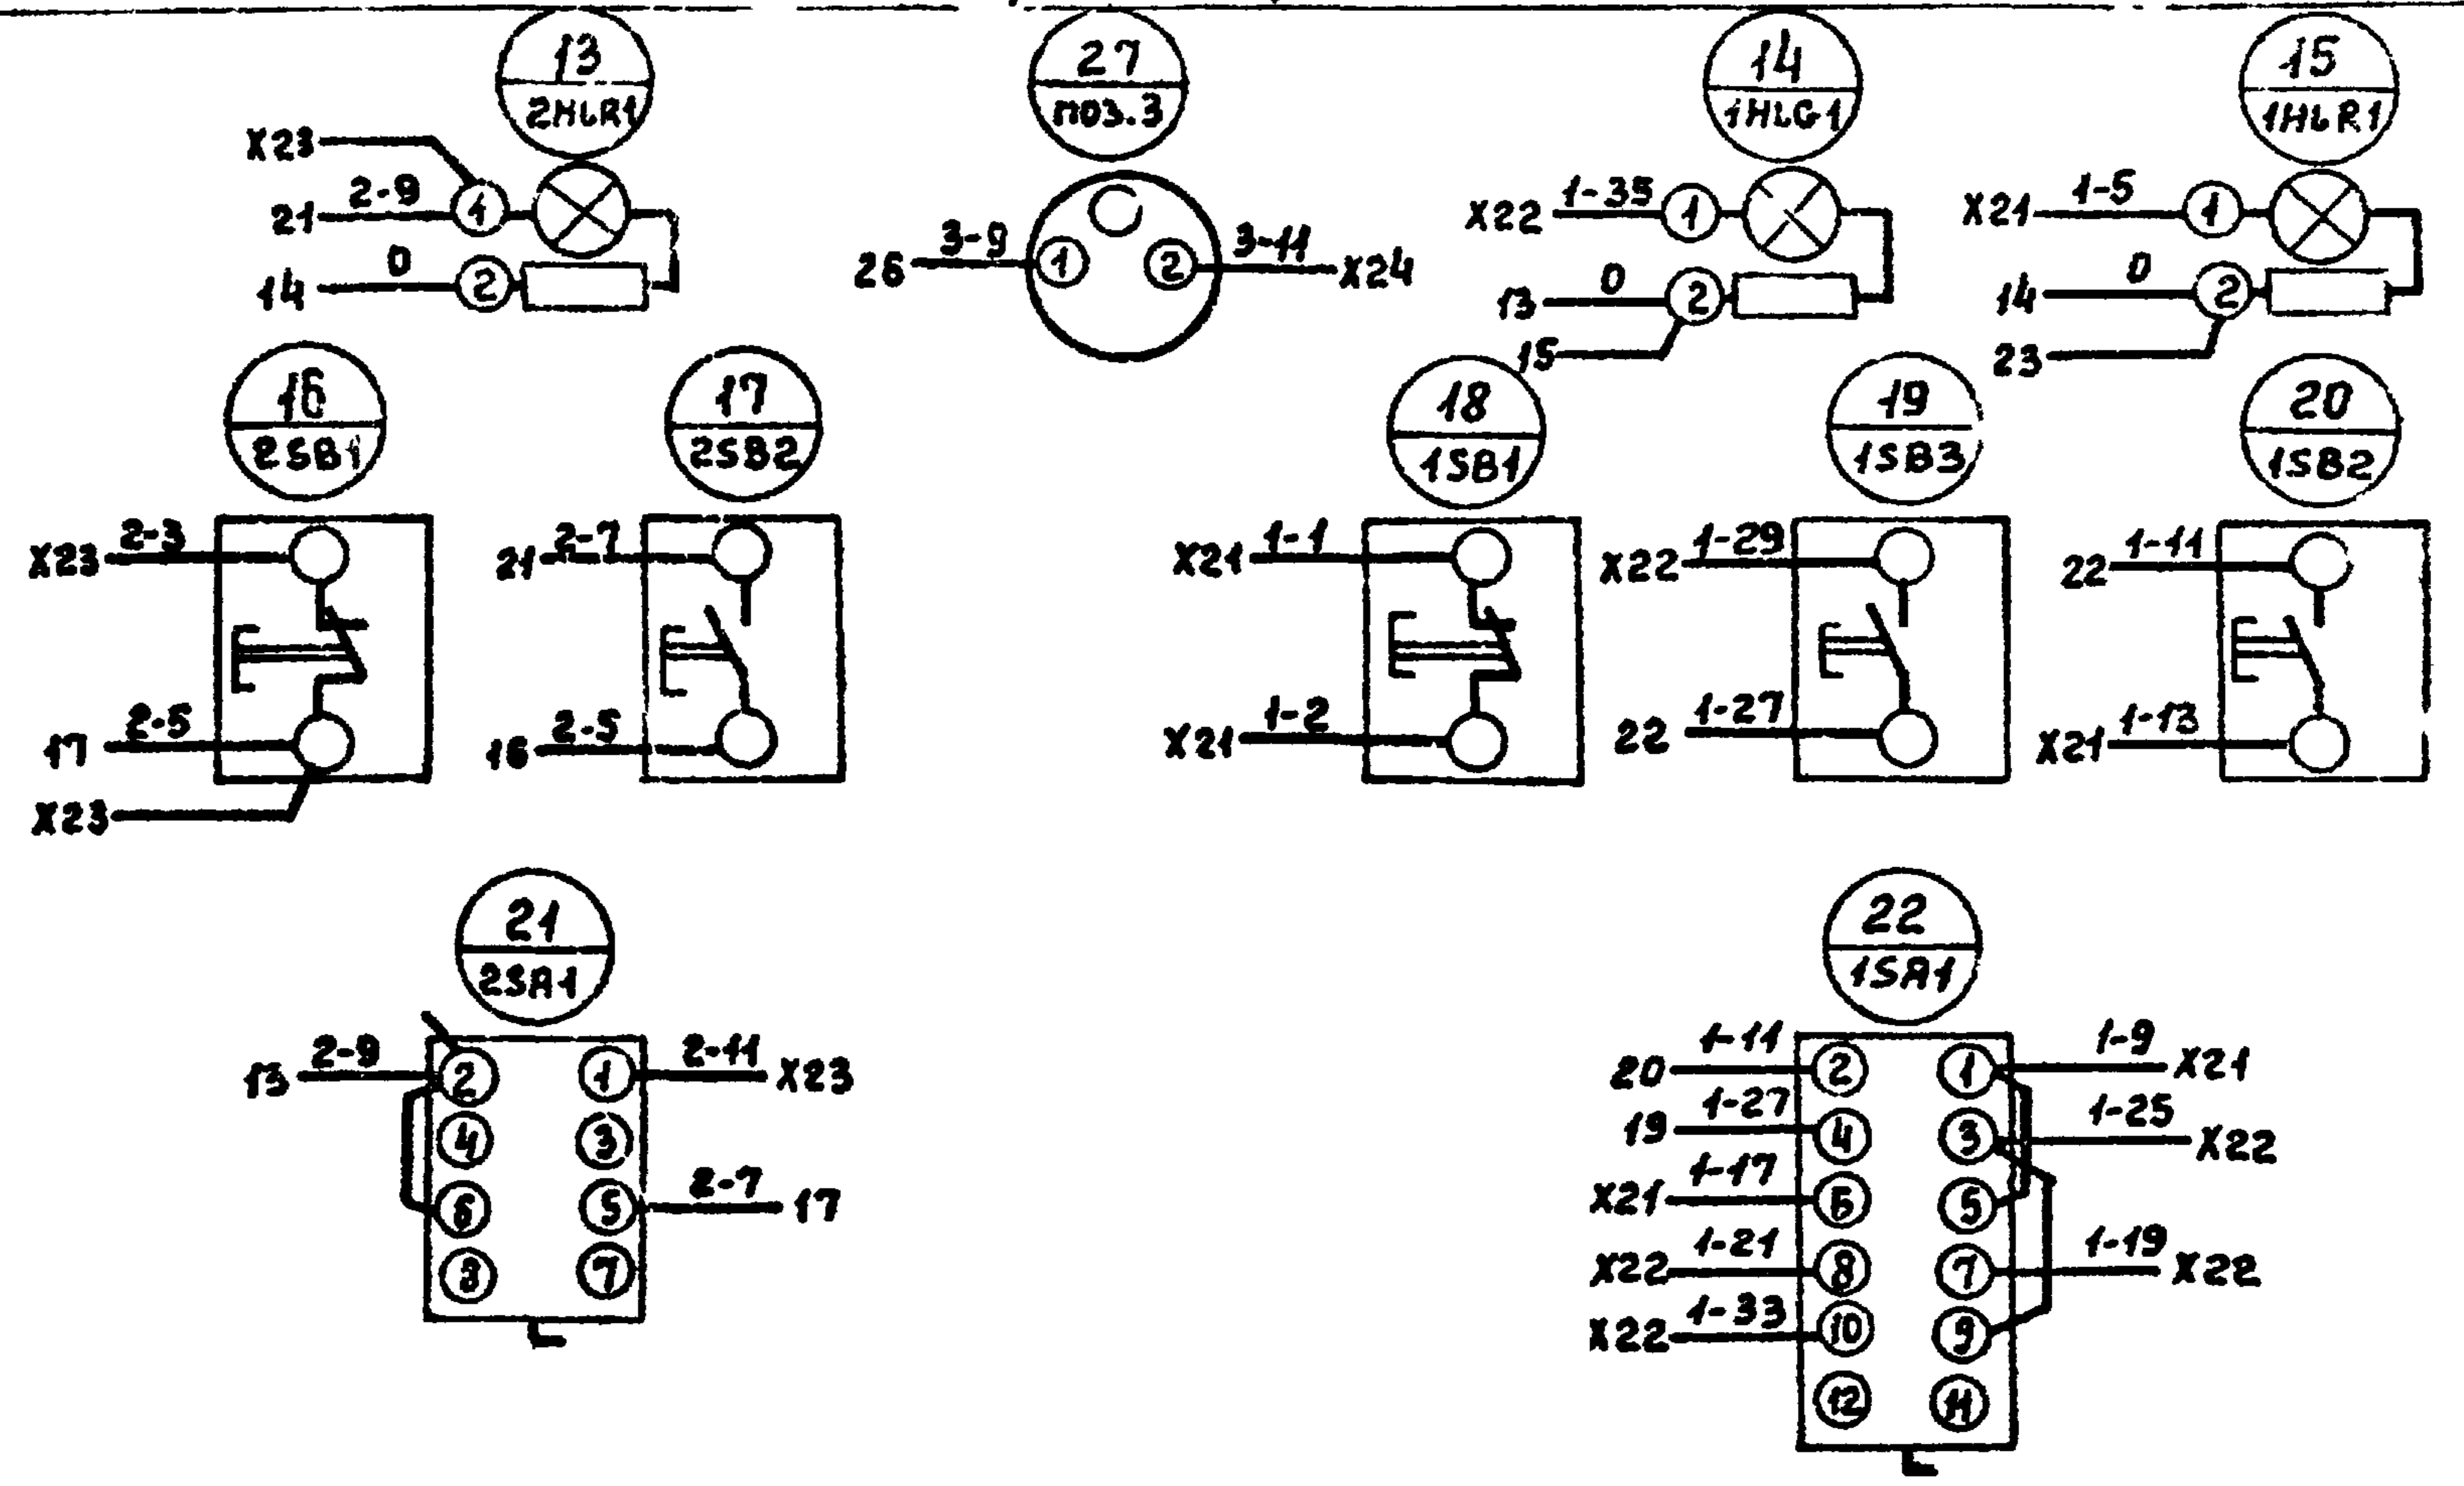 13
2HLR1
X23
21 2-9 1
14 0 2
27
поз.3
26 3-9 1 2 3-11 X24
14
1HLG1
X22 1-35 1
13 0 2
15
15
1HLR1
X21 1-5 1
14 0 2
23
16
2SB1
X23 2-3
17 2-5
X23
17
2SB2
21 2-7
16 2-5
18
1SB1
X21 1-1
X21 1-2
19
1SB3
X22 1-29
22 1-27
20
1SB2
22 1-11
X21 1-13
21
2SA1
13 2-9 2 1 2-11 X23
4 3
6 5 2-7 17
8 7
22
1SA1
20 1-11 2 1 1-9 X21
19 1-27 4 3 1-25 X22
X21 1-17 6 5
X22 1-21 8 7 1-19 X22
X22 1-33 10 9
12 11